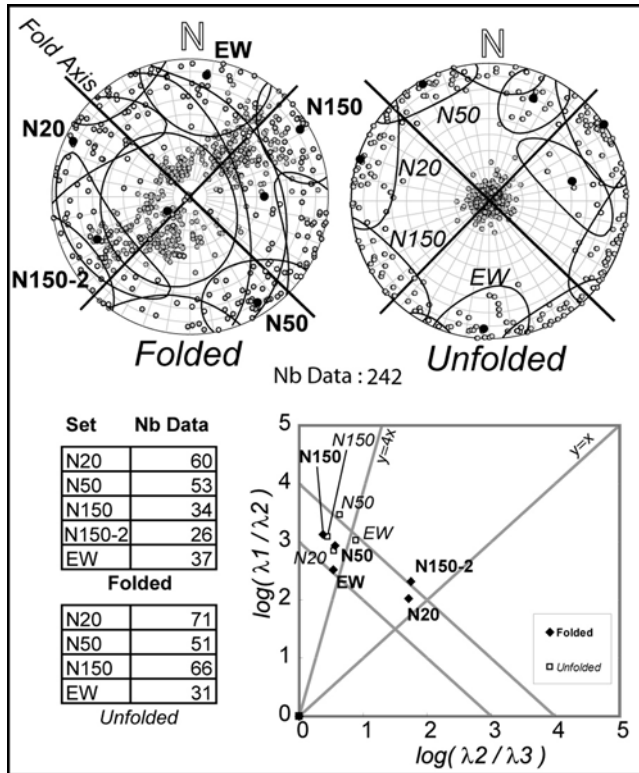 N
N
Fold Axis
EW
N150
N20
N150-2
N50
Folded
N50
N20
N150
EW
Unfolded
Nb Data : 242
Set Nb Data
N20 60
N50 53
N150 34
N150-2 26
EW 37
Folded
N20 71
N50 51
N150 66
EW 31
Unfolded
log( λ1 / λ2 )
5
4
3
2
1
0
0 1 2 3 4 5
log( λ2 / λ3 )
N150
N150
y=4x
y=x
N50
EW
N20
N50
EW
N150-2
N20
Folded
Unfolded